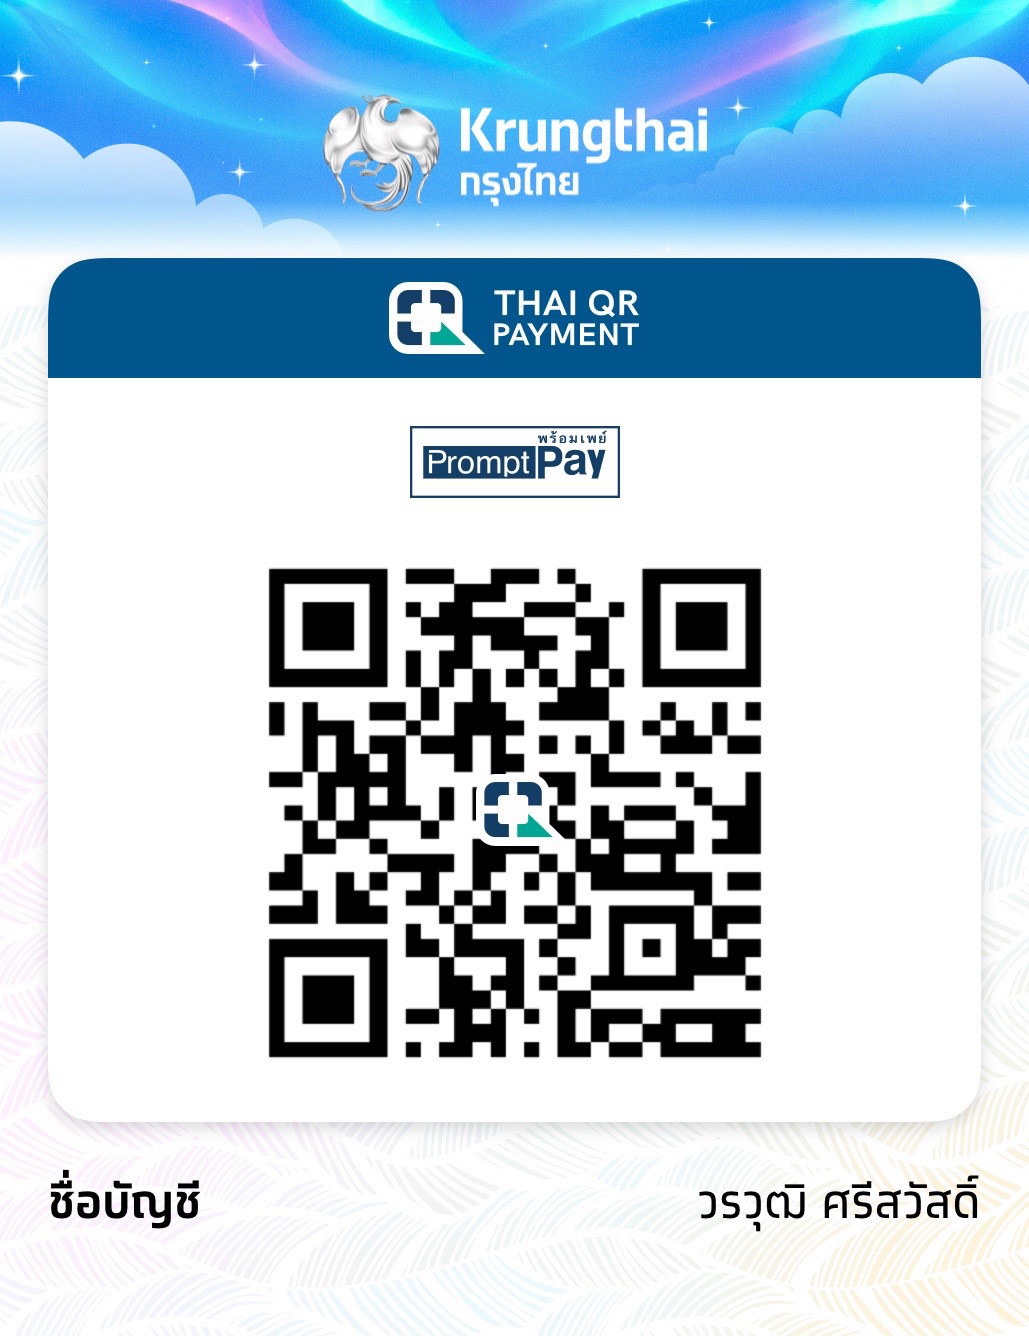 Krungthai
กรุงไทย
THAI QR
PAYMENT
พร้อมเพย์
PromptPay
ชื่อบัญชี
วรวุฒิ ศรีสวัสดิ์